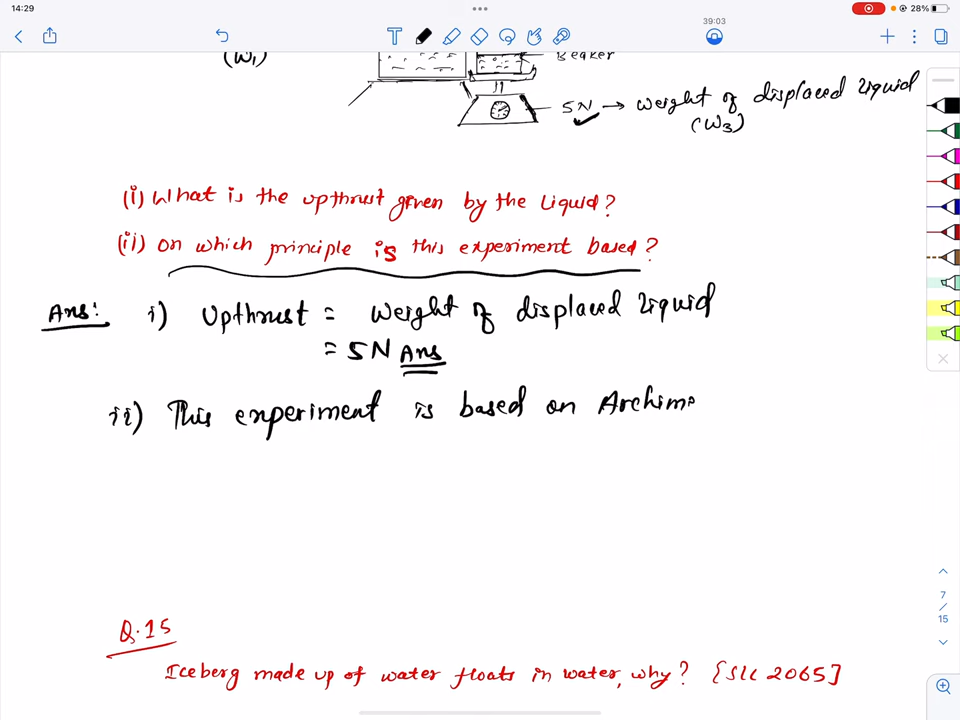 14:29
28%
39:03
(W₁)
Beaker
5N → weight of displaced liquid
(W3)
(i) What is the upthrust given by the liquid?
(ii) on which principle is this experiment based?
Ans:
i) Upthrust = weight of displaced liquid
= 5N Ans
ii) This experiment is based on Archim
7
/
15
Q.15
Iceberg made up of water floats in water, why? [SLC 2065]